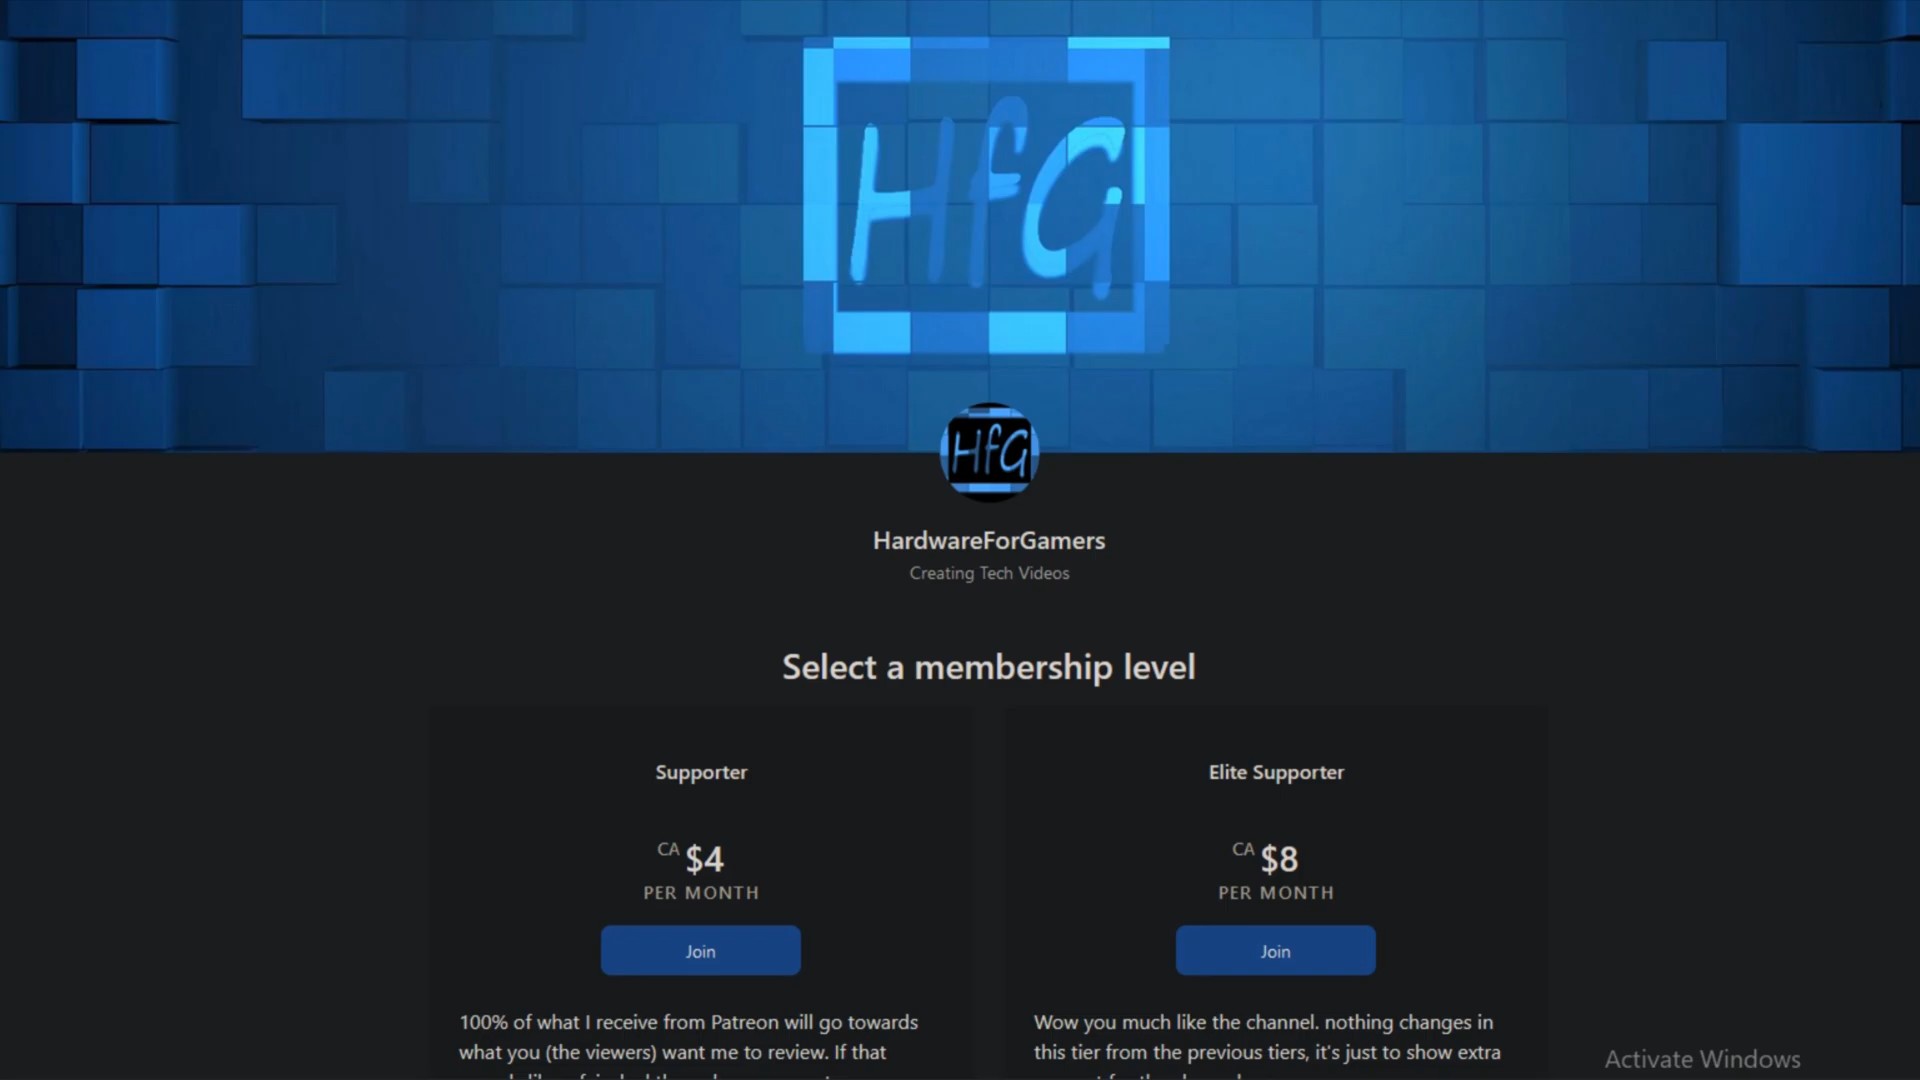 HfG
HfG
HardwareForGamers
Creating Tech Videos
Select a membership level
Supporter
CA $4
PER MONTH
Join
100% of what I receive from Patreon will go towards
what you (the viewers) want me to review. If that
Elite Supporter
CA $8
PER MONTH
Join
Wow you much like the channel. nothing changes in
this tier from the previous tiers, it's just to show extra
Activate Windows